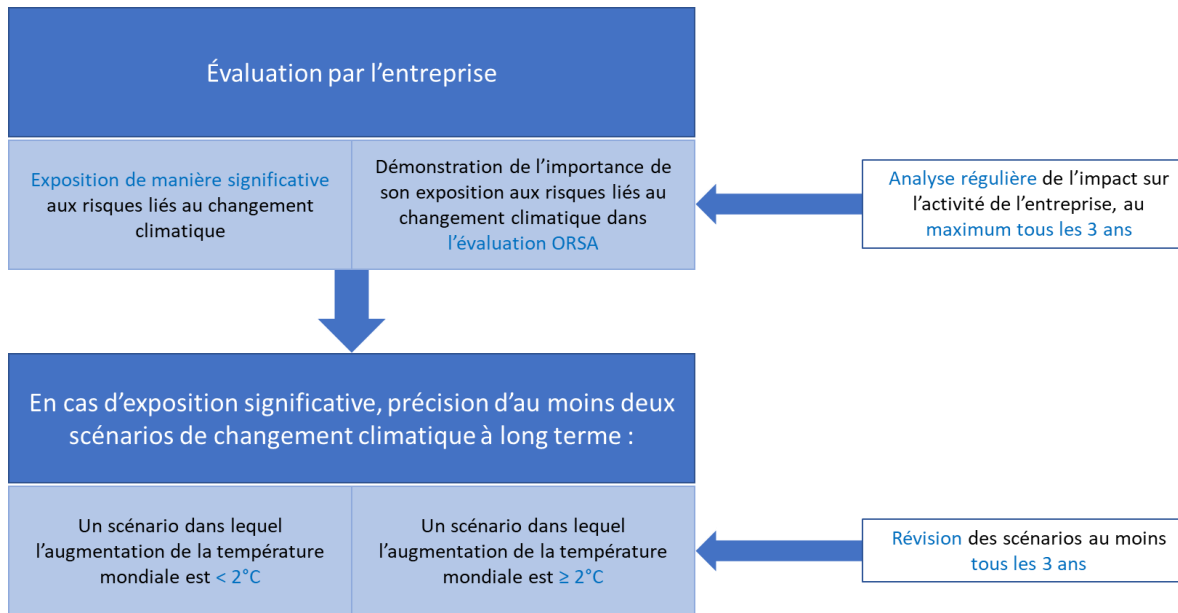 Évaluation par l’entreprise
Exposition de manière significative
aux risques liés au changement
climatique
Démonstration de l’importance de
son exposition aux risques liés au
changement climatique dans
l’évaluation ORSA
Analyse régulière de l’impact sur
l’activité de l’entreprise, au
maximum tous les 3 ans
En cas d’exposition significative, précision d’au moins deux
scénarios de changement climatique à long terme :
Un scénario dans lequel
l’augmentation de la température
mondiale est < 2°C
Un scénario dans lequel
l’augmentation de la température
mondiale est ≥ 2°C
Révision des scénarios au moins
tous les 3 ans